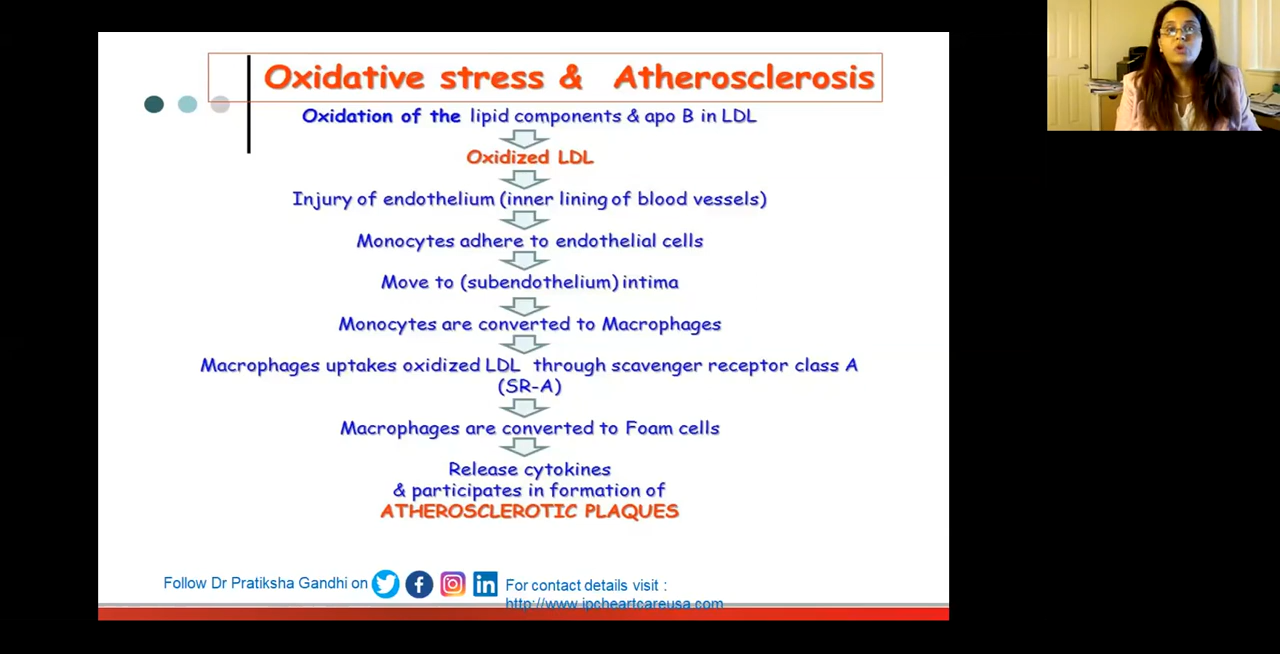 Oxidative stress & Atherosclerosis
Oxidation of the lipid components & apo B in LDL
Oxidized LDL
Injury of endothelium (inner lining of blood vessels)
Monocytes adhere to endothelial cells
Move to (subendothelium) intima
Monocytes are converted to Macrophages
Macrophages uptakes oxidized LDL through scavenger receptor class A
(SR-A)
Macrophages are converted to Foam cells
Release cytokines
& participates in formation of
ATHEROSCLEROTIC PLAQUES
Follow Dr Pratiksha Gandhi on
For contact details visit :
http://www.ipcheartcareusa.com